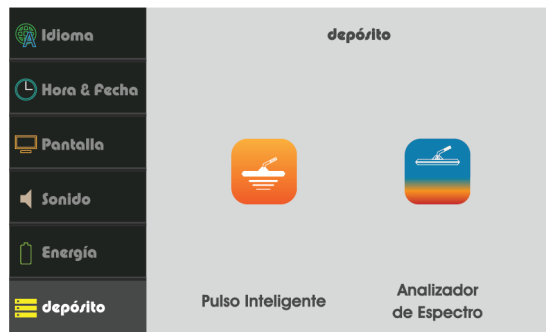 Idioma
Hora & Fecha
Pantalla
Sonido
Energía
depósito
depósito
Pulso Inteligente
Analizador
de Espectro